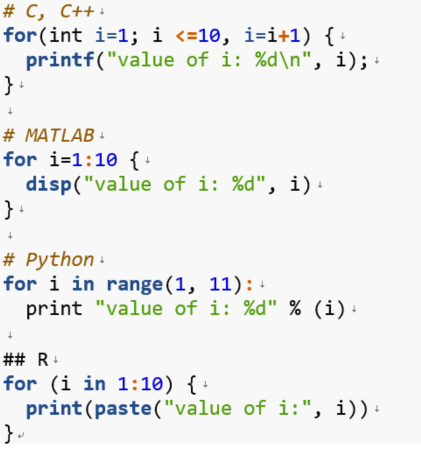 # C, C++
for(int i=1; i <=10, i=i+1) {
  printf("value of i: %d\n", i);
}

# MATLAB
for i=1:10 {
  disp("value of i: %d", i)
}

# Python
for i in range(1, 11):
  print "value of i: %d" % (i)

## R
for (i in 1:10) {
  print(paste("value of i:", i))
}